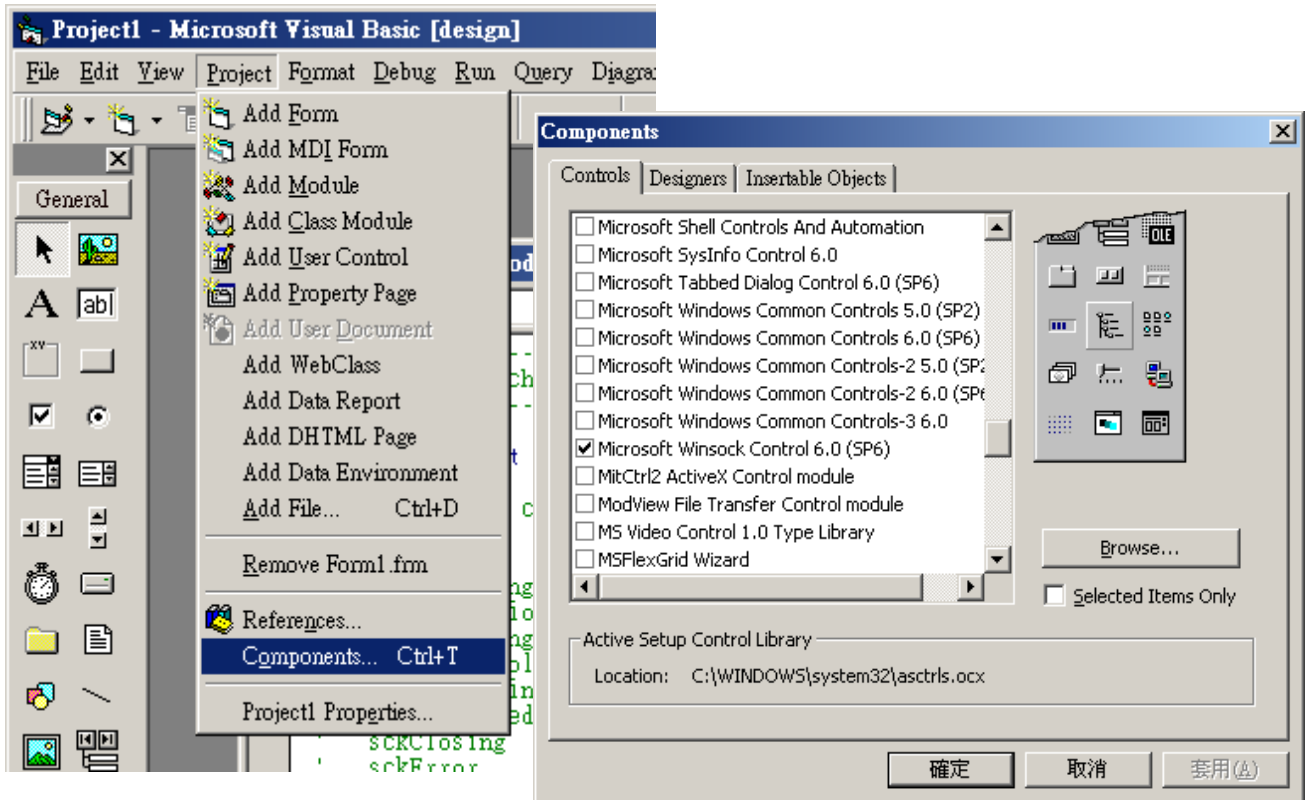 Project1 - Microsoft Visual Basic [design]
File Edit View Project Format Debug Run Query
General
A
ab|
xv
Add Form
Add MDI Form
Add Module
Add Class Module
Add User Control
Add Property Page
Add User Document
Add WebClass
Add Data Report
Add DHTML Page
Add Data Environment
Add File... Ctrl+D
Remove Form1.frm
References...
Components... Ctrl+T
Project1 Properties...
' sckClosing
' sckError
Components
Controls Designers Insertable Objects
Microsoft Shell Controls And Automation
Microsoft SysInfo Control 6.0
Microsoft Tabbed Dialog Control 6.0 (SP6)
Microsoft Windows Common Controls 5.0 (SP2)
Microsoft Windows Common Controls 6.0 (SP6)
Microsoft Windows Common Controls-2 5.0 (SP2
Microsoft Windows Common Controls-2 6.0 (SP6
Microsoft Windows Common Controls-3 6.0
Microsoft Winsock Control 6.0 (SP6)
MitCtrl2 ActiveX Control module
ModView File Transfer Control module
MS Video Control 1.0 Type Library
MSFlexGrid Wizard
OLE
Browse...
Selected Items Only
Active Setup Control Library
Location: C:\WINDOWS\system32\asctrls.ocx
確定 取消 套用(A)